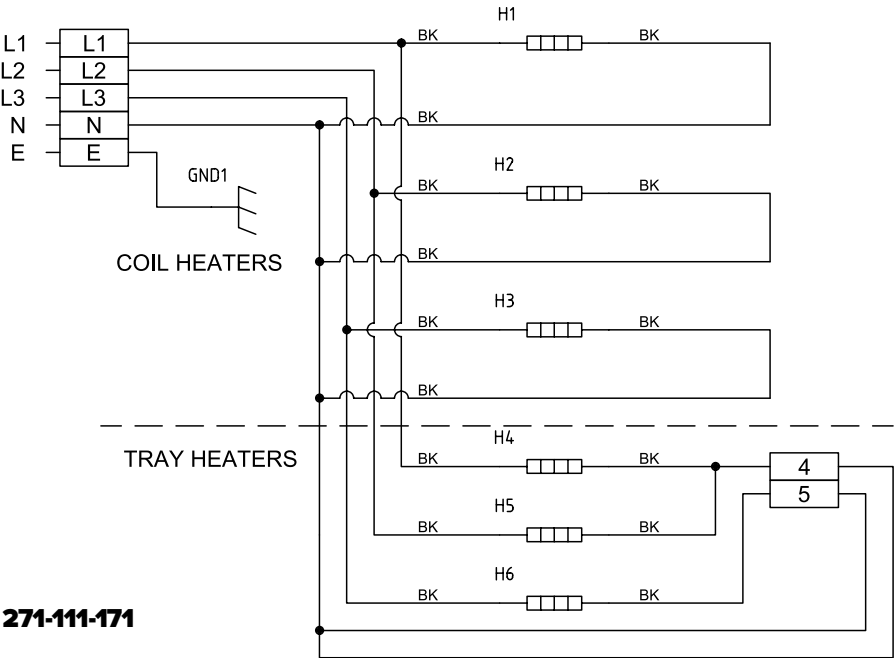 H1
L1 L1 BK BK
L2 L2
L3 L3
N N BK
E E
GND1
H2
BK BK
COIL HEATERS
BK
H3
BK BK
BK
TRAY HEATERS
H4
BK BK 4
5
H5
BK BK
H6
BK BK
271-111-171